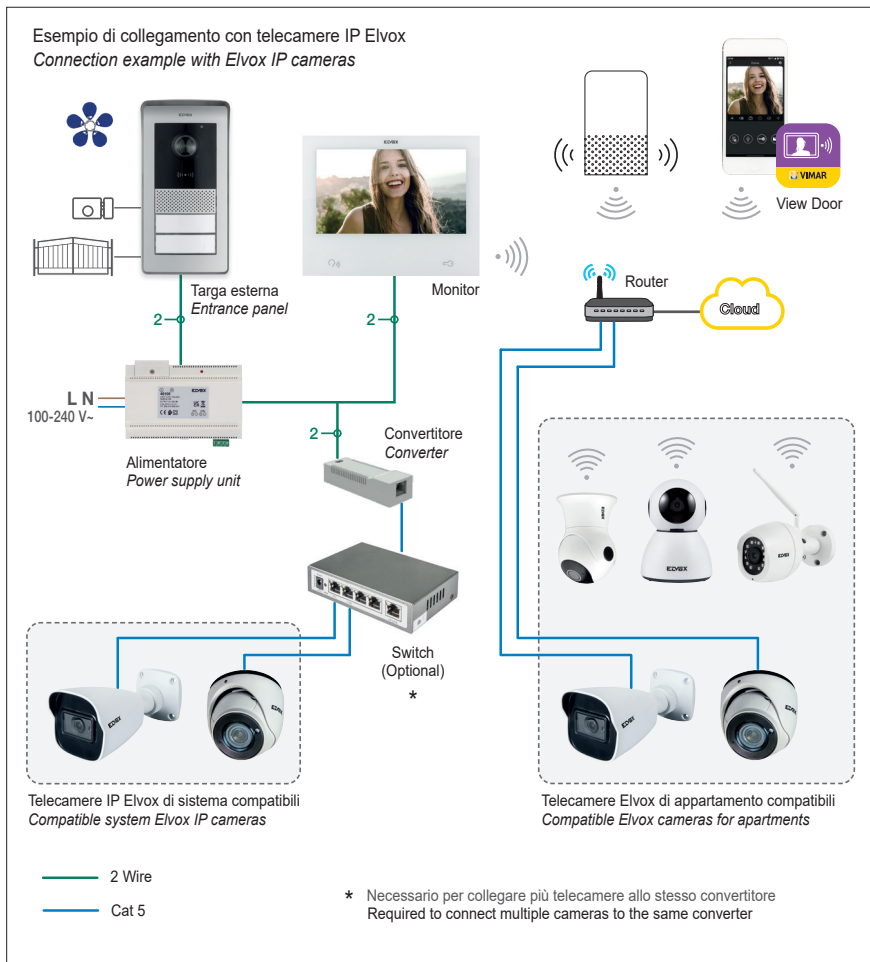 Esempio di collegamento con telecamere IP Elvox
Connection example with Elvox IP cameras
ELVOX
ELVOX
VIMAR
View Door
Targa esterna
Entrance panel
Monitor
Router
Cloud
2
2
L N
100-240 V~
ELVOX
2
Convertitore
Converter
Alimentatore
Power supply unit
ELVOX
ELVOX
ELVOX
Switch
(Optional)
*
ELVOX
ELVOX
ELVOX
ELVOX
Telecamere IP Elvox di sistema compatibili
Compatible system Elvox IP cameras
Telecamere Elvox di appartamento compatibili
Compatible Elvox cameras for apartments
2 Wire
Cat 5
* Necessario per collegare più telecamere allo stesso convertitore
Required to connect multiple cameras to the same converter